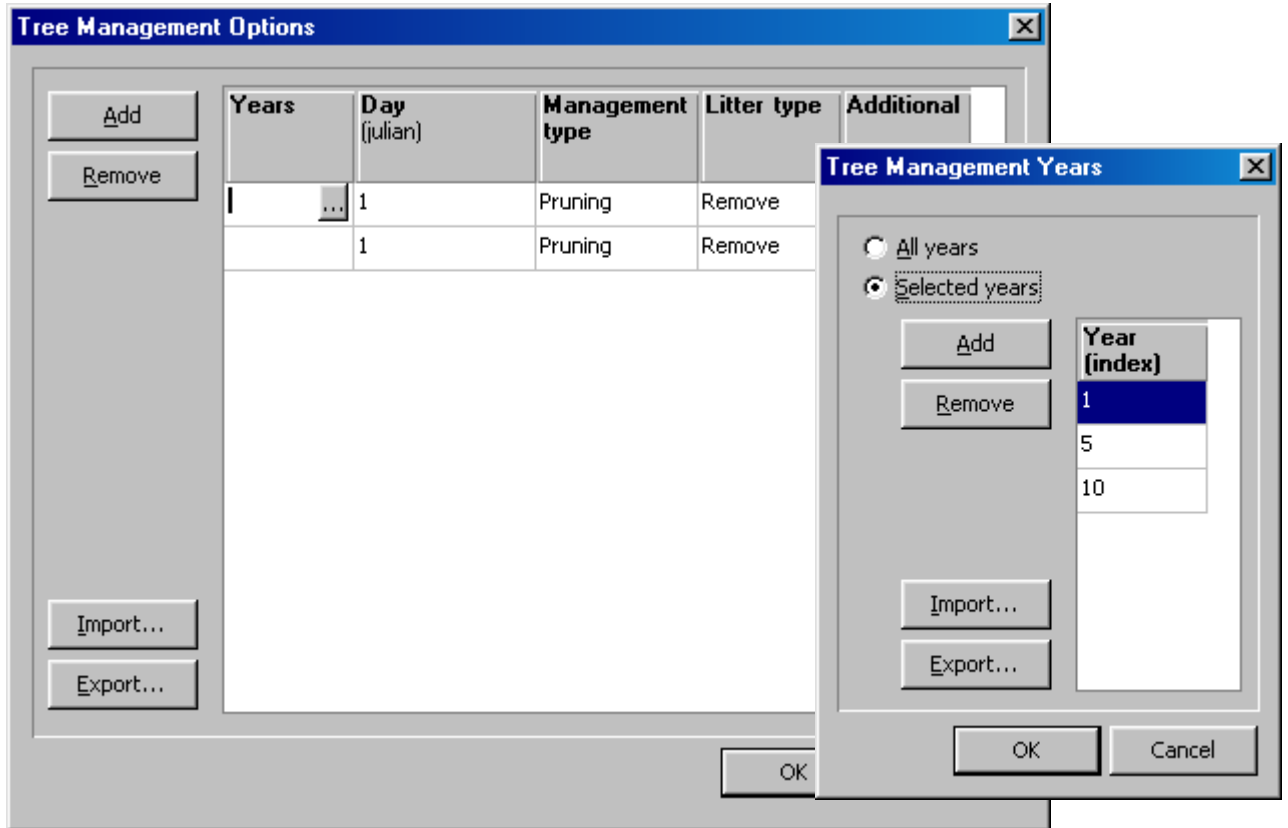 Tree Management Options
Add
Remove
Years Day Management Litter type Additional
(julian) type
... 1 Pruning Remove
1 Pruning Remove
Import...
Export...
OK
Tree Management Years
All years
Selected years
Add
Remove
Year
(index)
1
5
10
Import...
Export...
OK Cancel